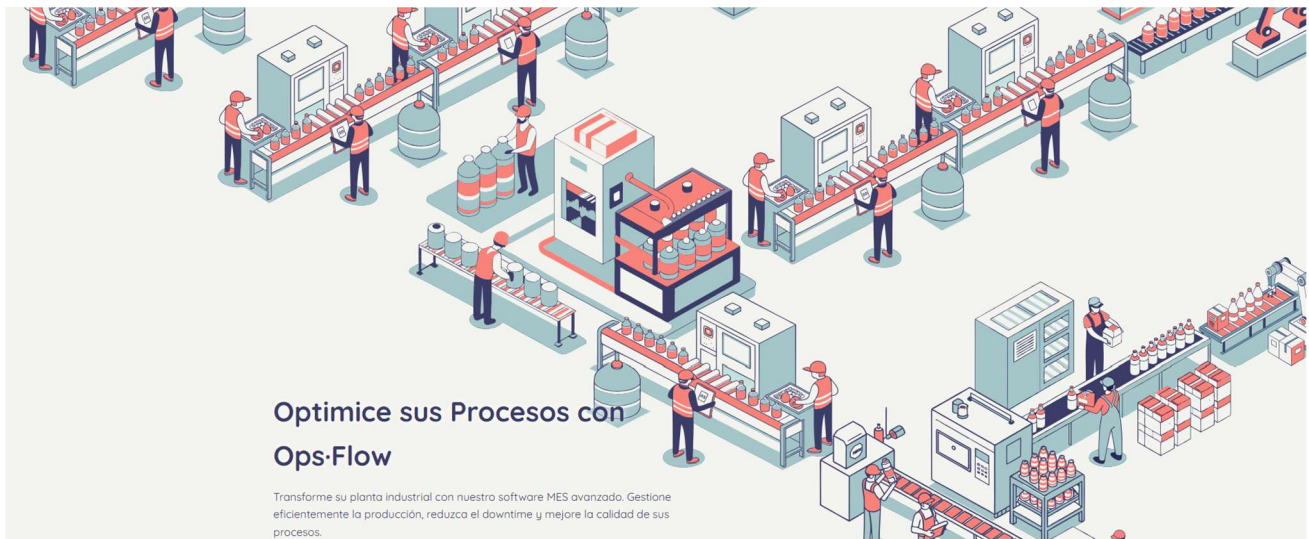 Optimice sus Procesos con
Ops·Flow
Transforme su planta industrial con nuestro software MES avanzado. Gestione
eficientemente la producción, reduzca el downtime y mejore la calidad de sus
procesos.